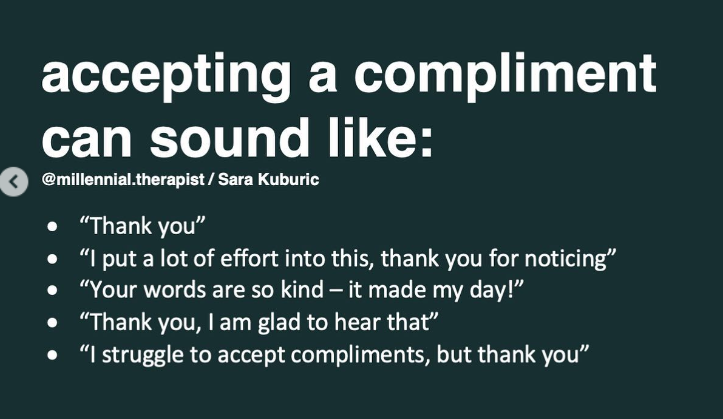 accepting a compliment
can sound like:
@millennial.therapist / Sara Kuburic
• “Thank you”
• “I put a lot of effort into this, thank you for noticing”
• “Your words are so kind – it made my day!”
• “Thank you, I am glad to hear that”
• “I struggle to accept compliments, but thank you”